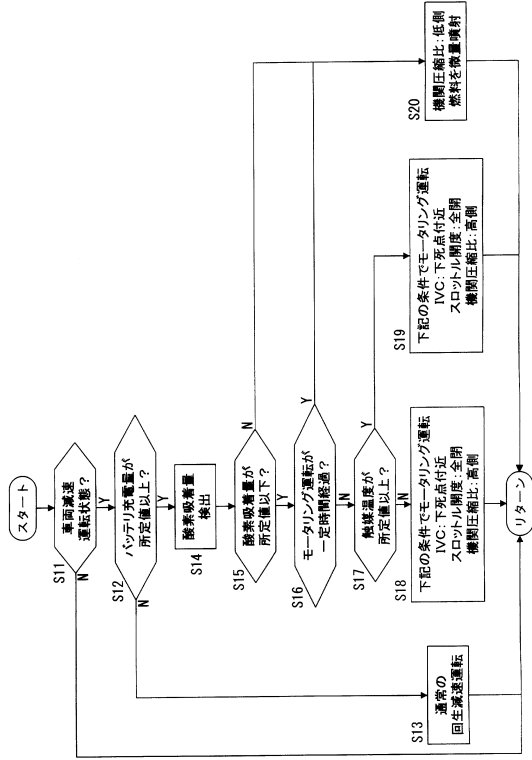 スタート
S11
車両減速
運転状態?
N
Y
S12
バッテリ充電量が
所定値以上?
N
Y
S13
通常の
回生減速運転
S14
酸素吸着量
検出
S15
酸素吸着量が
所定値以下?
N
Y
S16
モータリング運転が
一定時間経過?
Y
N
S17
触媒温度が
所定値以上?
Y
N
S18
下記の条件でモータリング運転
IVC:下死点付近
スロットル開度:全閉
機関圧縮比:高側
S19
下記の条件でモータリング運転
IVC:下死点付近
スロットル開度:全開
機関圧縮比:高側
S20
機関圧縮比:低側
燃料を微量噴射
リターン